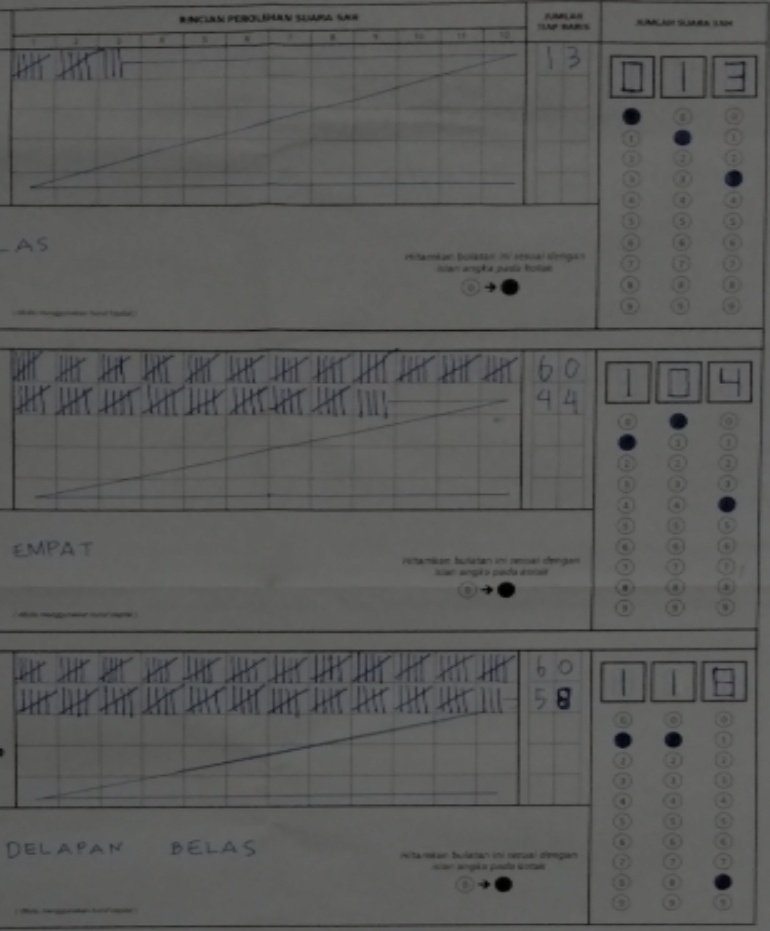 RINCIAN PEROLEHAN SUARA SAH
JUMLAH TIAP BARIS
JUMLAH SUARA SAH
1 2 3 4 5 6 7 8 9 10 11 12
13
0 1 3
LAS
Hitamkan bulatan ini sesuai dengan
isian angka pada kotak
0
(ditulis menggunakan huruf kapital)
60
44
1 0 4
EMPAT
Hitamkan bulatan ini sesuai dengan
isian angka pada kotak
0
(ditulis menggunakan huruf kapital)
60
58
1 1 8
DELAPAN BELAS
Hitamkan bulatan ini sesuai dengan
isian angka pada kotak
0
(ditulis menggunakan huruf kapital)